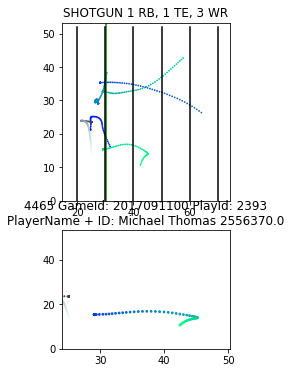 SHOTGUN 1 RB, 1 TE, 3 WR
50
40
30
20
10
0
20 40 60
4465 GameId: 2017091100 PlayId: 2393
PlayerName + ID: Michael Thomas 2556370.0
40
20
0
30 40 50